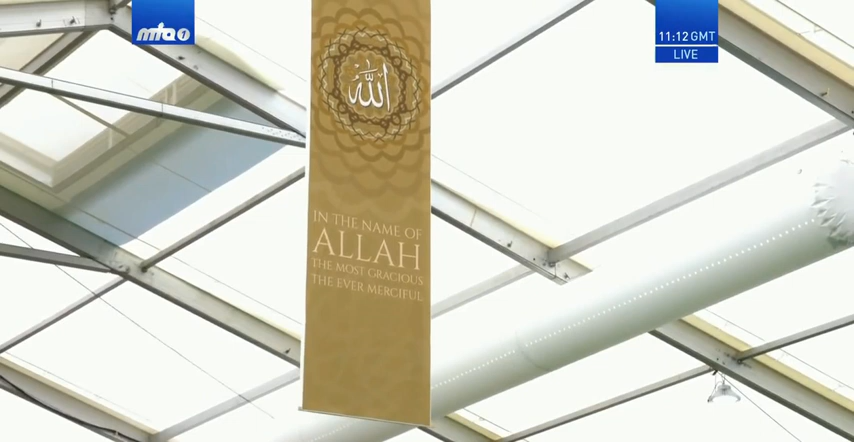 mta 1
11:12 GMT
LIVE
الله
IN THE NAME OF
ALLAH
THE MOST GRACIOUS
THE EVER MERCIFUL